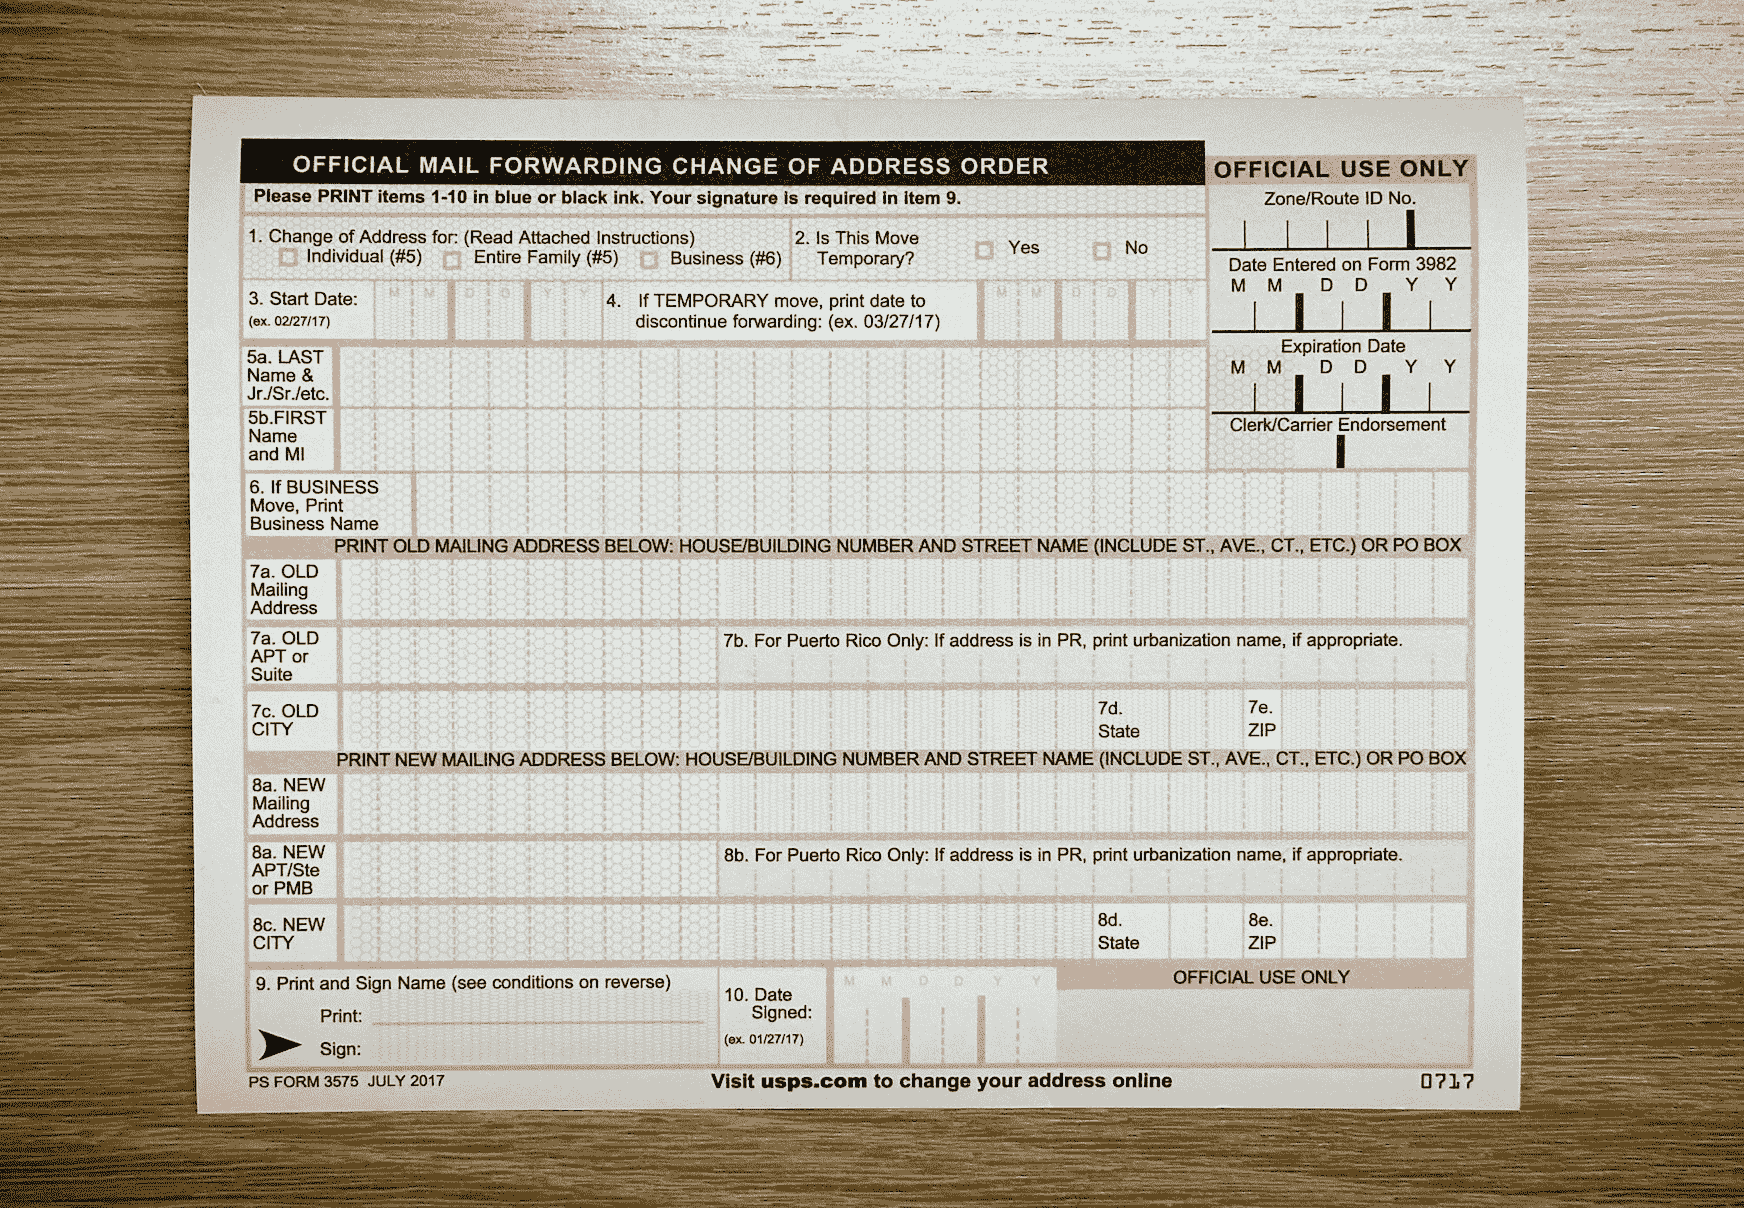 OFFICIAL MAIL FORWARDING CHANGE OF ADDRESS ORDER
Please PRINT items 1-10 in blue or black ink. Your signature is required in item 9.
1. Change of Address for: (Read Attached Instructions)
Individual (#5) Entire Family (#5) Business (#6)
2. Is This Move
Temporary?
Yes No
3. Start Date:
(ex. 02/27/17)
M M D D Y Y
4. If TEMPORARY move, print date to
discontinue forwarding: (ex. 03/27/17)
M M D D Y Y
OFFICIAL USE ONLY
Zone/Route ID No.
Date Entered on Form 3982
M M D D Y Y
Expiration Date
M M D D Y Y
Clerk/Carrier Endorsement
5a. LAST
Name &
Jr./Sr./etc.
5b.FIRST
Name
and MI
6. If BUSINESS
Move, Print
Business Name
PRINT OLD MAILING ADDRESS BELOW: HOUSE/BUILDING NUMBER AND STREET NAME (INCLUDE ST., AVE., CT., ETC.) OR PO BOX
7a. OLD
Mailing
Address
7a. OLD
APT or
Suite
7b. For Puerto Rico Only: If address is in PR, print urbanization name, if appropriate.
7c. OLD
CITY
7d.
State
7e.
ZIP
PRINT NEW MAILING ADDRESS BELOW: HOUSE/BUILDING NUMBER AND STREET NAME (INCLUDE ST., AVE., CT., ETC.) OR PO BOX
8a. NEW
Mailing
Address
8a. NEW
APT/Ste
or PMB
8b. For Puerto Rico Only: If address is in PR, print urbanization name, if appropriate.
8c. NEW
CITY
8d.
State
8e.
ZIP
9. Print and Sign Name (see conditions on reverse)
Print:
Sign:
10. Date
Signed:
(ex. 01/27/17)
M M D D Y Y
OFFICIAL USE ONLY
PS FORM 3575 JULY 2017
Visit usps.com to change your address online
0717